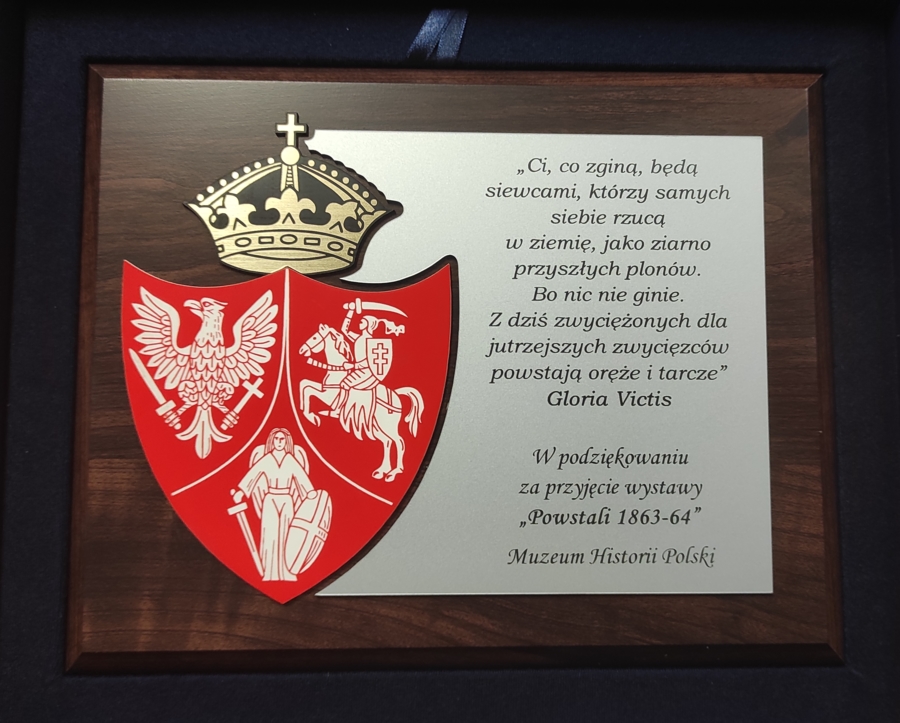 „Ci, co zginą, będą
siewcami, którzy samych
siebie rzucą
w ziemię, jako ziarno
przyszłych plonów.
Bo nic nie ginie.
Z dziś zwyciężonych dla
jutrzejszych zwycięzców
powstają oręże i tarcze”
Gloria Victis
W podziękowaniu
za przyjęcie wystawy
„Powstali 1863-64”
Muzeum Historii Polski